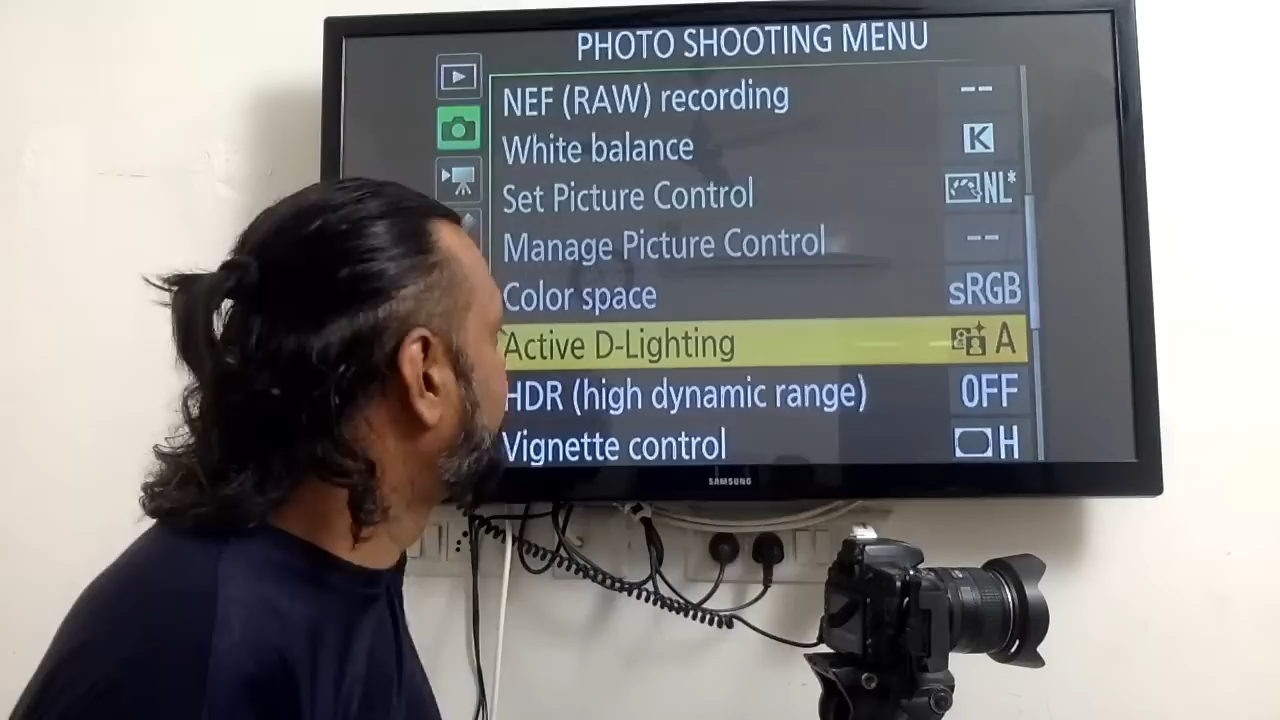 PHOTO SHOOTING MENU
NEF (RAW) recording --
White balance K
Set Picture Control NL*
Manage Picture Control --
Color space sRGB
Active D-Lighting A
HDR (high dynamic range) OFF
Vignette control H
SAMSUNG